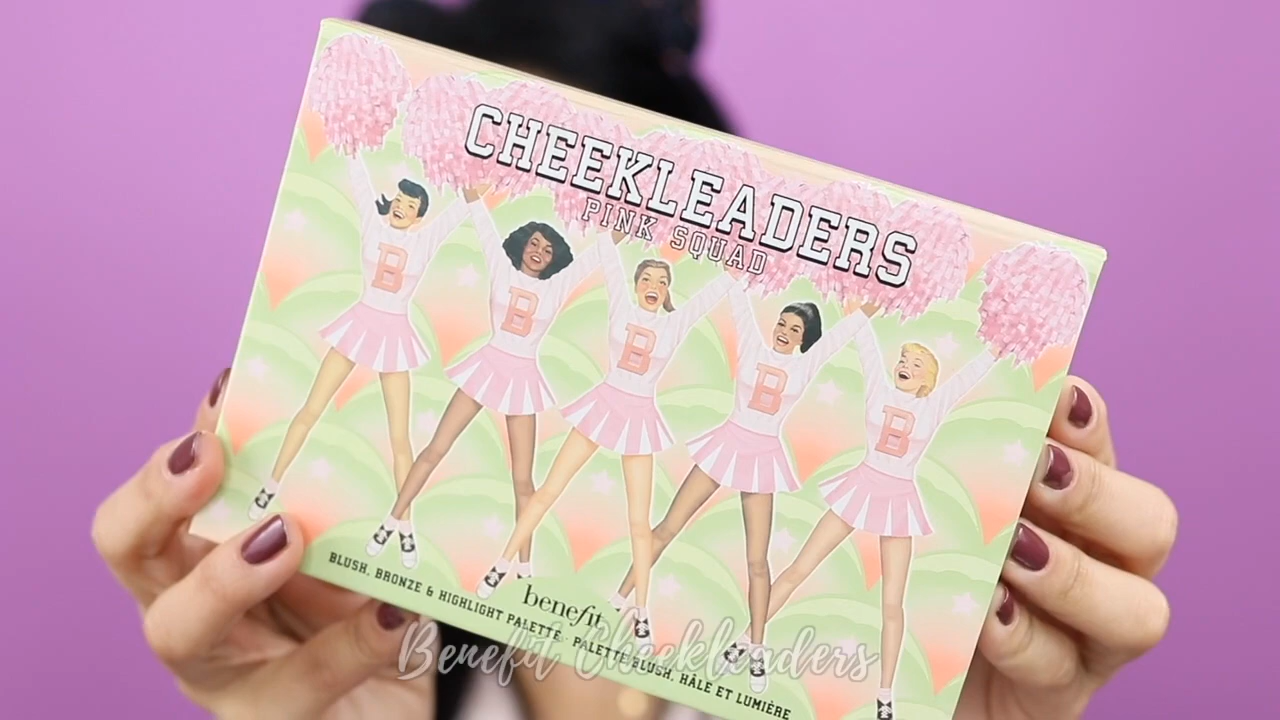 CHEEKLEADERS
PINK SQUAD
B
B
B
B
B
benefit
BLUSH, BRONZE & HIGHLIGHT PALETTE · PALETTE BLUSH, HÂLE ET LUMIÈRE
Benefit Cheekleaders